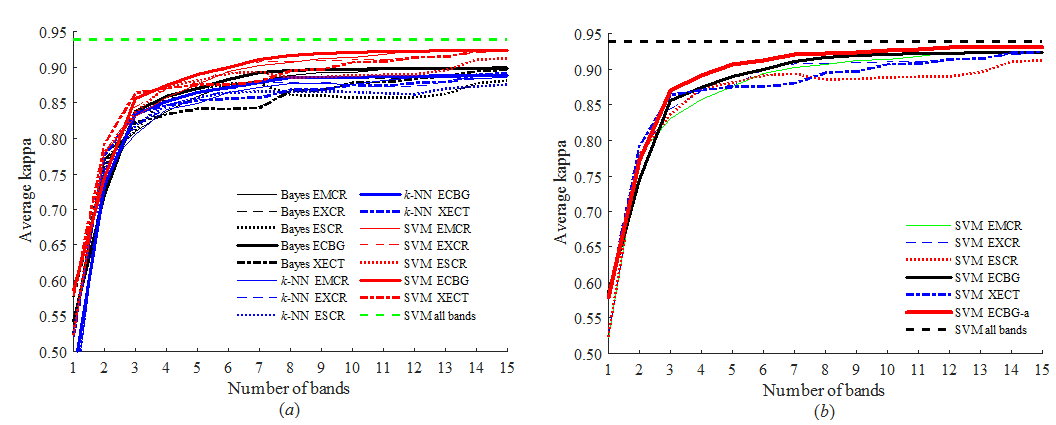 0.95
0.90
0.85
0.80
0.75
0.70
0.65
0.60
0.55
0.50
Average kappa
Bayes EMCR
Bayes EXCR
Bayes ESCR
Bayes ECBG
Bayes XECT
k-NN EMCR
k-NN EXCR
k-NN ESCR
k-NN ECBG
k-NN XECT
SVM EMCR
SVM EXCR
SVM ESCR
SVM ECBG
SVM XECT
SVM all bands
1 2 3 4 5 6 7 8 9 10 11 12 13 14 15
Number of bands
(a)
0.95
0.90
0.85
0.80
0.75
0.70
0.65
0.60
0.55
0.50
Average kappa
SVM EMCR
SVM EXCR
SVM ESCR
SVM ECBG
SVM XECT
SVM ECBG-a
SVM all bands
1 2 3 4 5 6 7 8 9 10 11 12 13 14 15
Number of bands
(b)